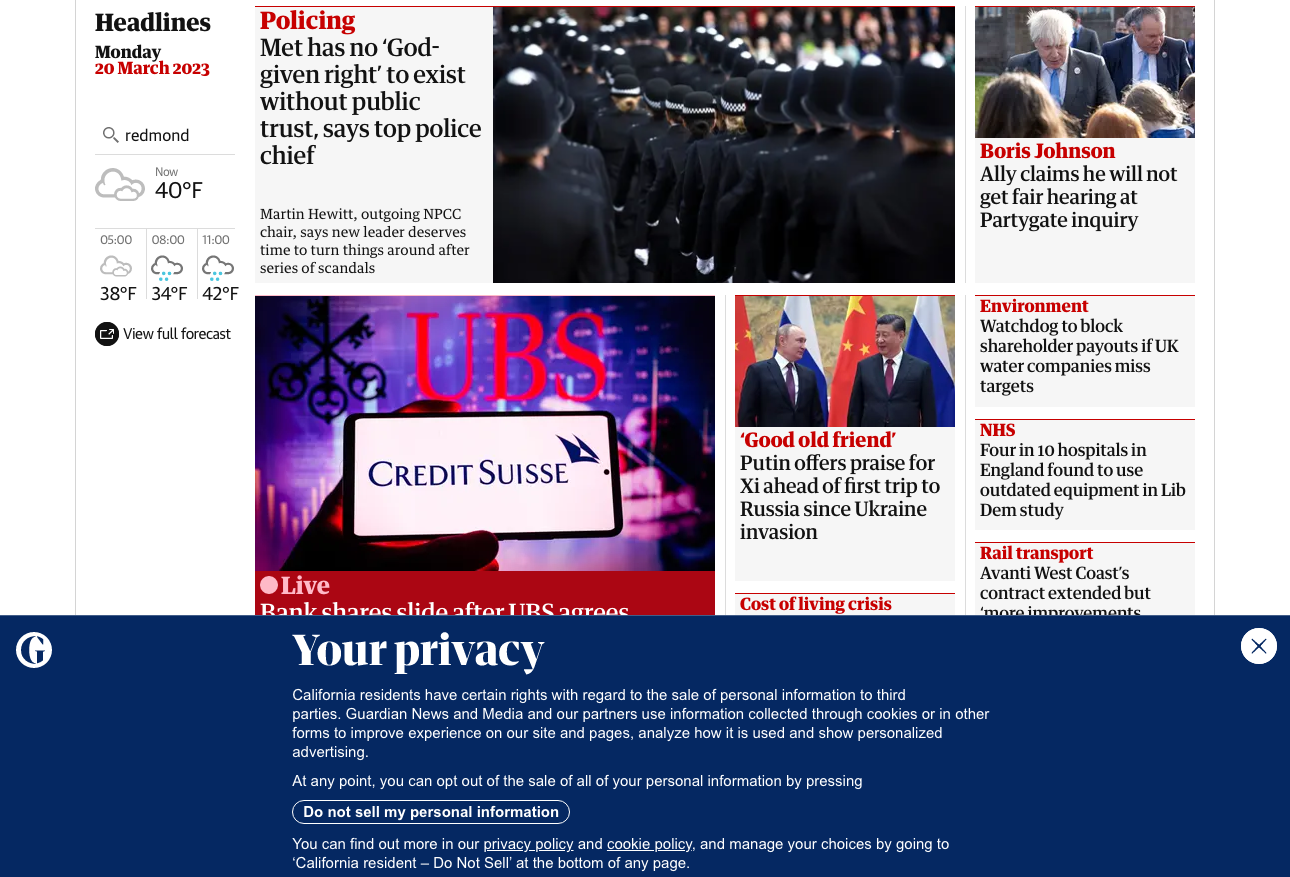 Headlines
Monday
20 March 2023
redmond
Now
40°F
05:00
08:00
11:00
38°F
34°F
42°F
View full forecast
Policing
Met has no ‘God-
given right’ to exist
without public
trust, says top police
chief
Martin Hewitt, outgoing NPCC
chair, says new leader deserves
time to turn things around after
series of scandals
Boris Johnson
Ally claims he will not
get fair hearing at
Partygate inquiry
UBS
CREDIT SUISSE
Live
Bank shares slide after UBS agrees
‘Good old friend’
Putin offers praise for
Xi ahead of first trip to
Russia since Ukraine
invasion
Cost of living crisis
Environment
Watchdog to block
shareholder payouts if UK
water companies miss
targets
NHS
Four in 10 hospitals in
England found to use
outdated equipment in Lib
Dem study
Rail transport
Avanti West Coast’s
contract extended but
‘more improvements
G
Your privacy
California residents have certain rights with regard to the sale of personal information to third
parties. Guardian News and Media and our partners use information collected through cookies or in other
forms to improve experience on our site and pages, analyze how it is used and show personalized
advertising.
At any point, you can opt out of the sale of all of your personal information by pressing
Do not sell my personal information
You can find out more in our privacy policy and cookie policy, and manage your choices by going to
‘California resident – Do Not Sell’ at the bottom of any page.